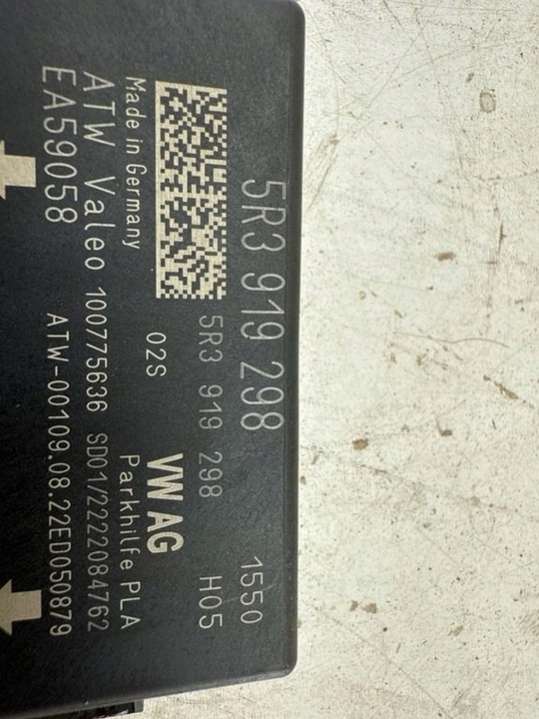 5R3 919 298 1550
5R3 919 298 H05
02S VW AG
Made in Germany Parkhilfe PLA
ATW Valeo 100775636 SD01/2222084762
EA59058 ATW-00109.08.22ED050879